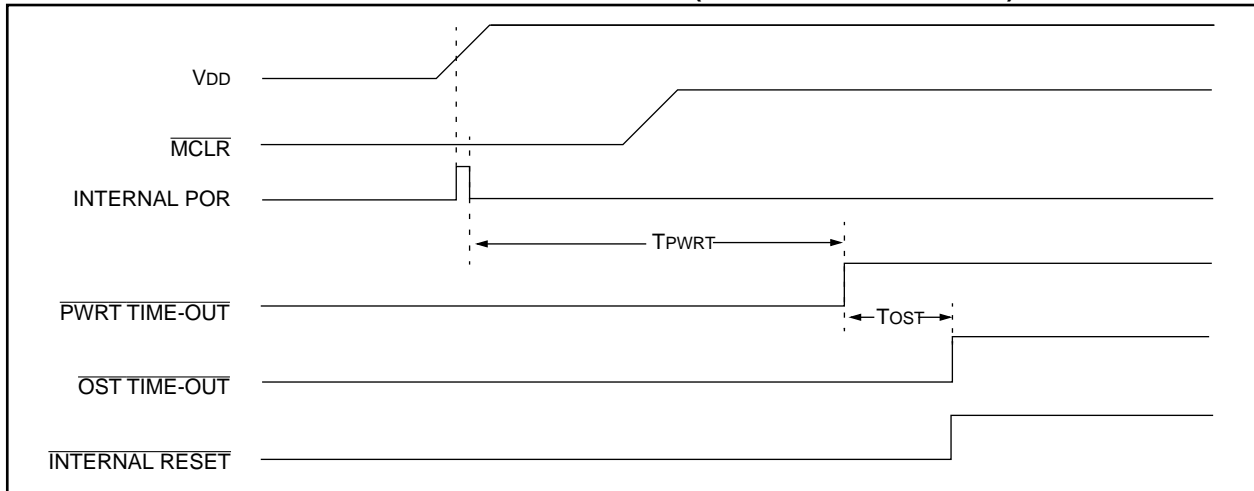 VDD
MCLR
INTERNAL POR
TPWRT
PWRT TIME-OUT
TOST
OST TIME-OUT
INTERNAL RESET